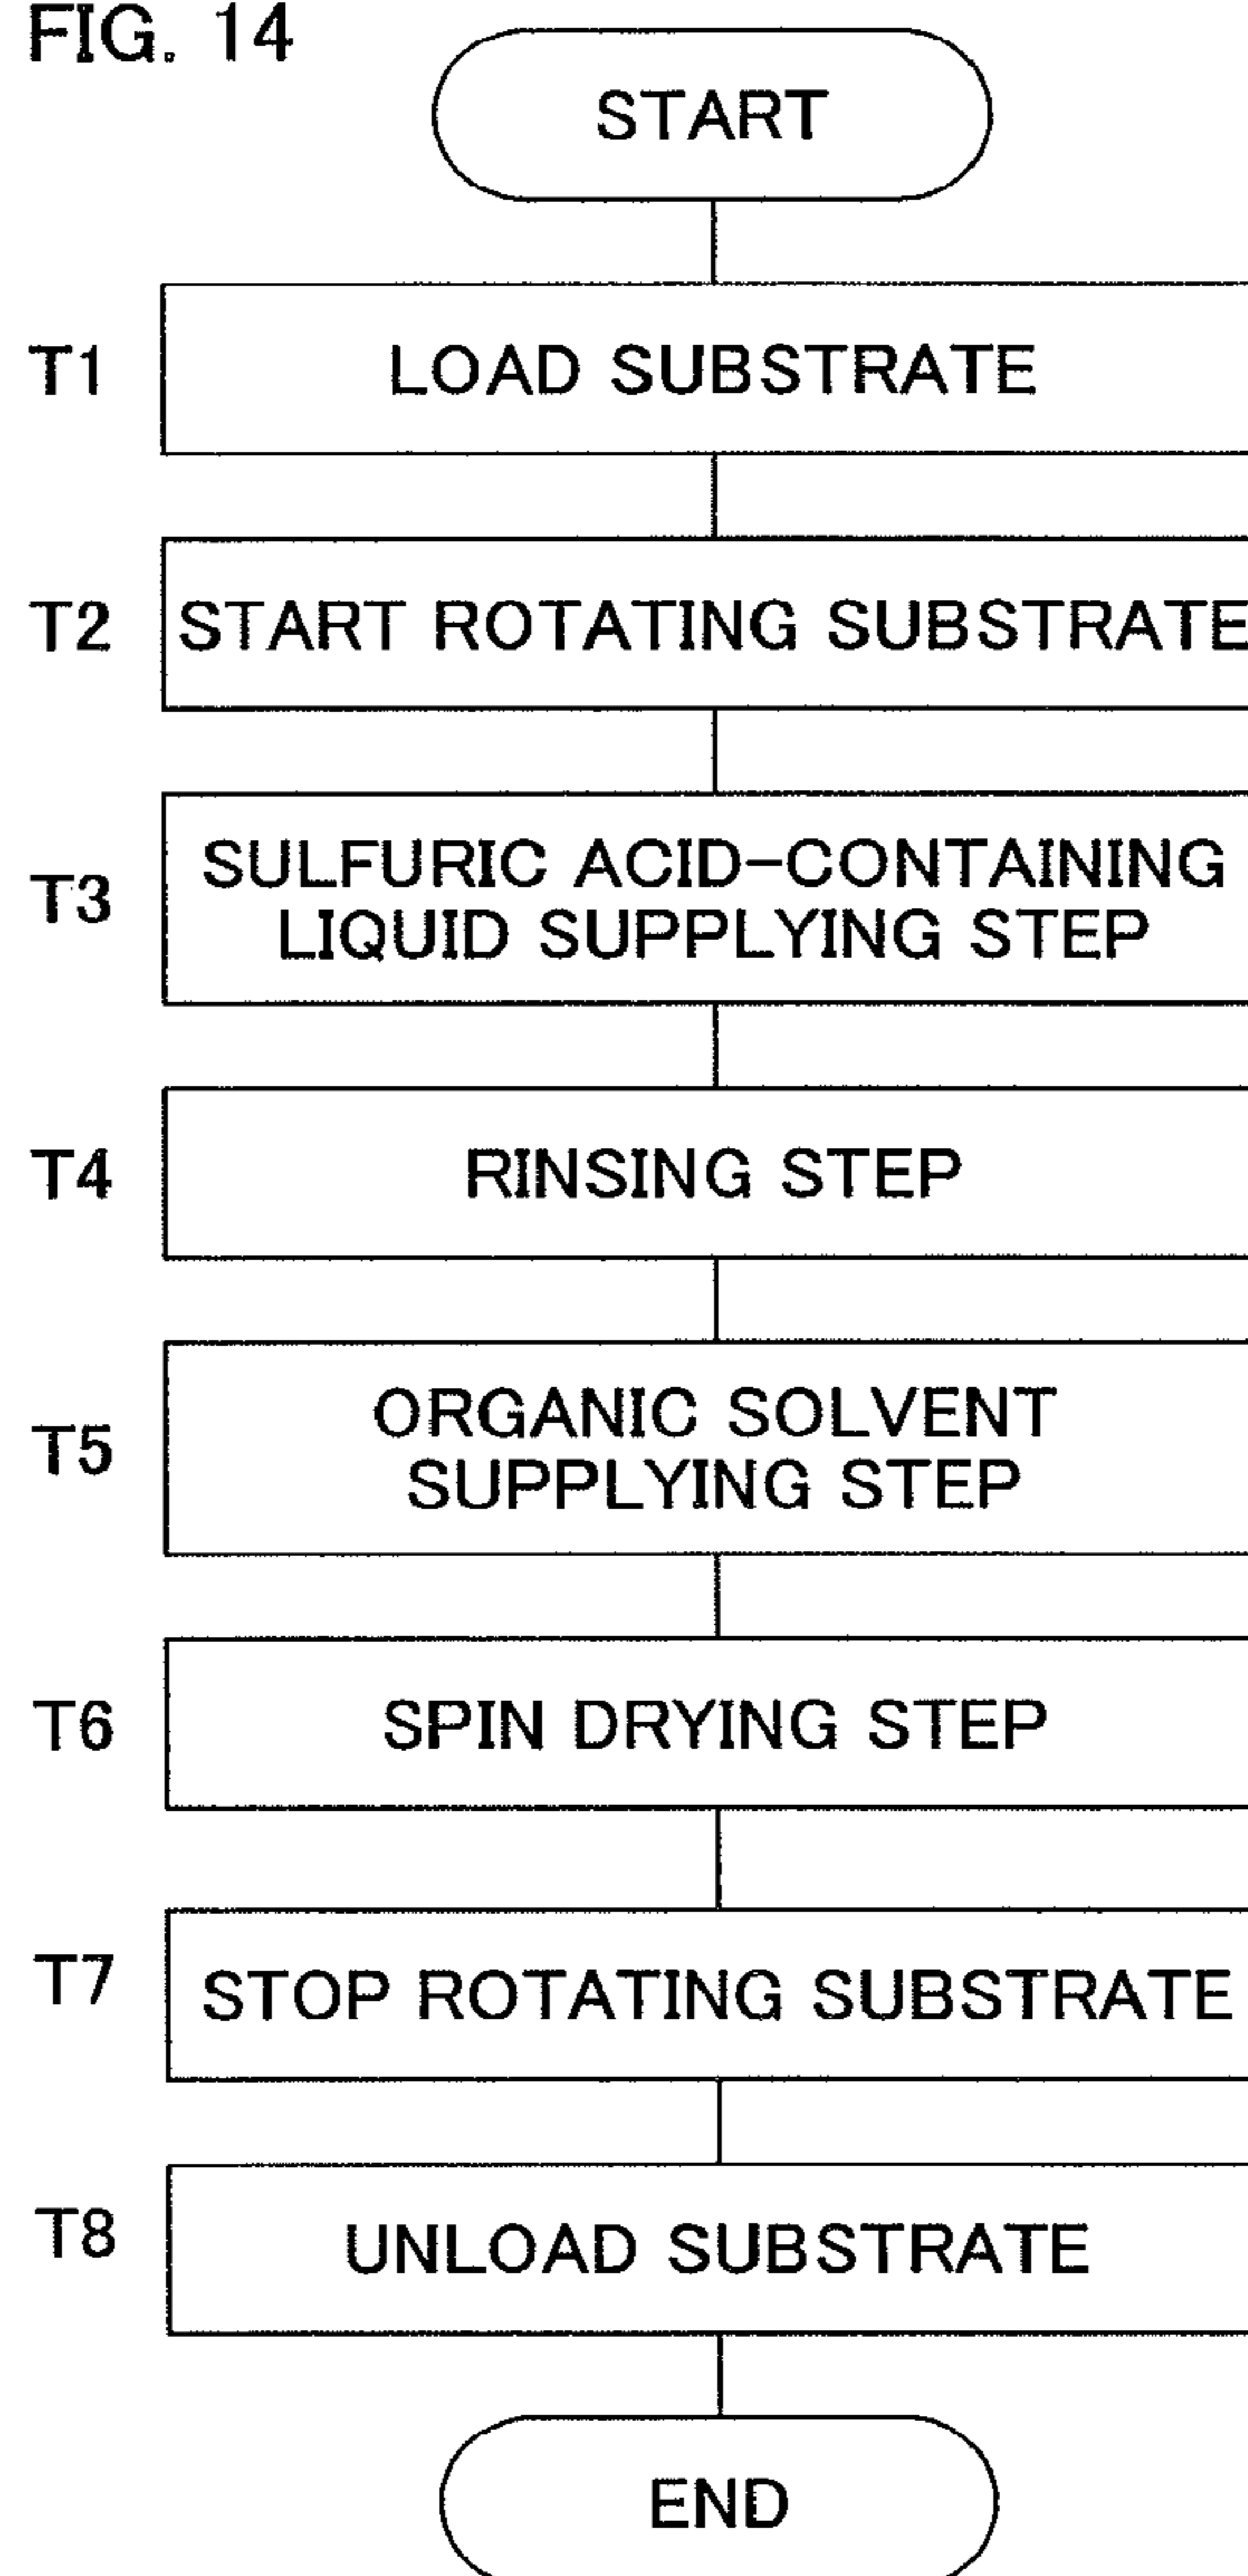 FIG. 14
START
T1
LOAD SUBSTRATE
T2
START ROTATING SUBSTRATE
T3
SULFURIC ACID-CONTAINING
LIQUID SUPPLYING STEP
T4
RINSING STEP
T5
ORGANIC SOLVENT
SUPPLYING STEP
T6
SPIN DRYING STEP
T7
STOP ROTATING SUBSTRATE
T8
UNLOAD SUBSTRATE
END